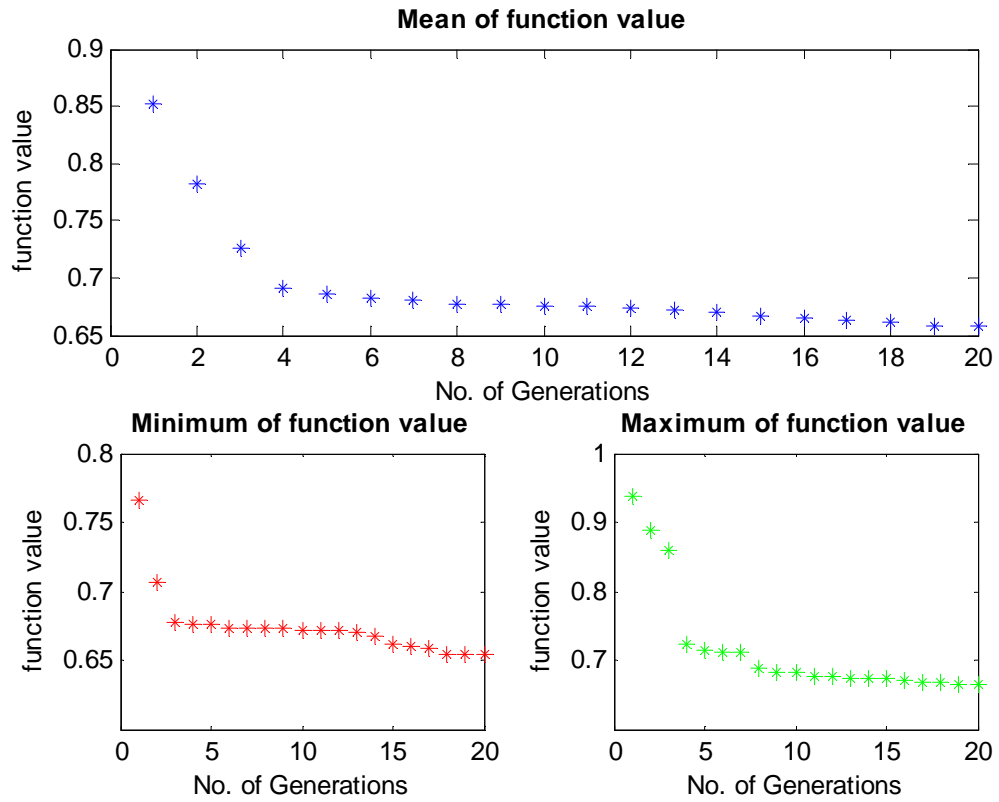 Mean of function value
0.9
0.85
0.8
0.75
0.7
0.65
function value
0 2 4 6 8 10 12 14 16 18 20
No. of Generations
Minimum of function value
0.8
0.75
0.7
0.65
function value
0 5 10 15 20
No. of Generations
Maximum of function value
1
0.9
0.8
0.7
function value
0 5 10 15 20
No. of Generations